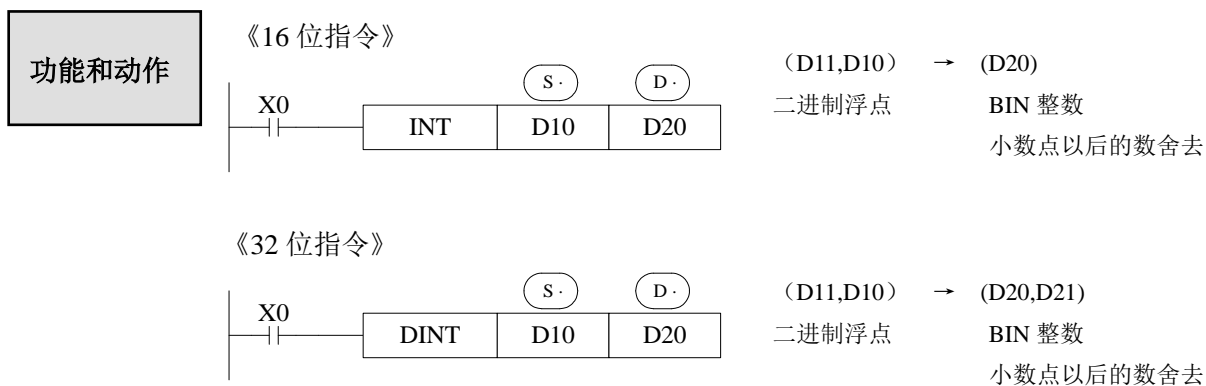 功能和动作
《16 位指令》
S · D ·
X0
INT D10 D20
（D11,D10） → (D20)
二进制浮点 BIN 整数
小数点以后的数舍去
《32 位指令》
S · D ·
X0
DINT D10 D20
（D11,D10） → (D20,D21)
二进制浮点 BIN 整数
小数点以后的数舍去